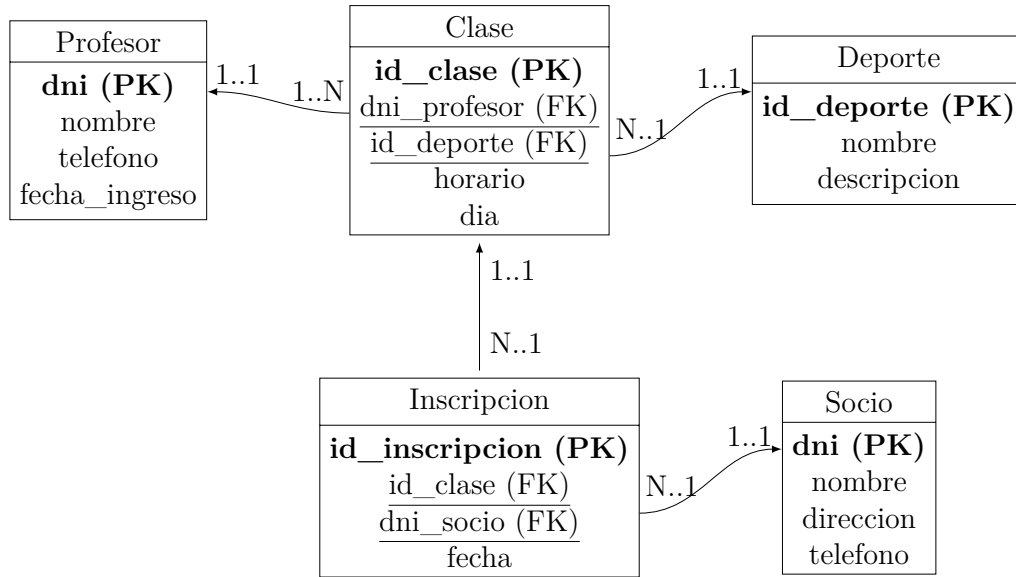 Profesor
dni (PK)
nombre
telefono
fecha_ingreso
1..1
1..N
Clase
id_clase (PK)
dni_profesor (FK)
id_deporte (FK)
horario
dia
N..1
1..1
Deporte
id_deporte (PK)
nombre
descripcion
1..1
N..1
Inscripcion
id_inscripcion (PK)
id_clase (FK)
dni_socio (FK)
fecha
N..1
1..1
Socio
dni (PK)
nombre
direccion
telefono